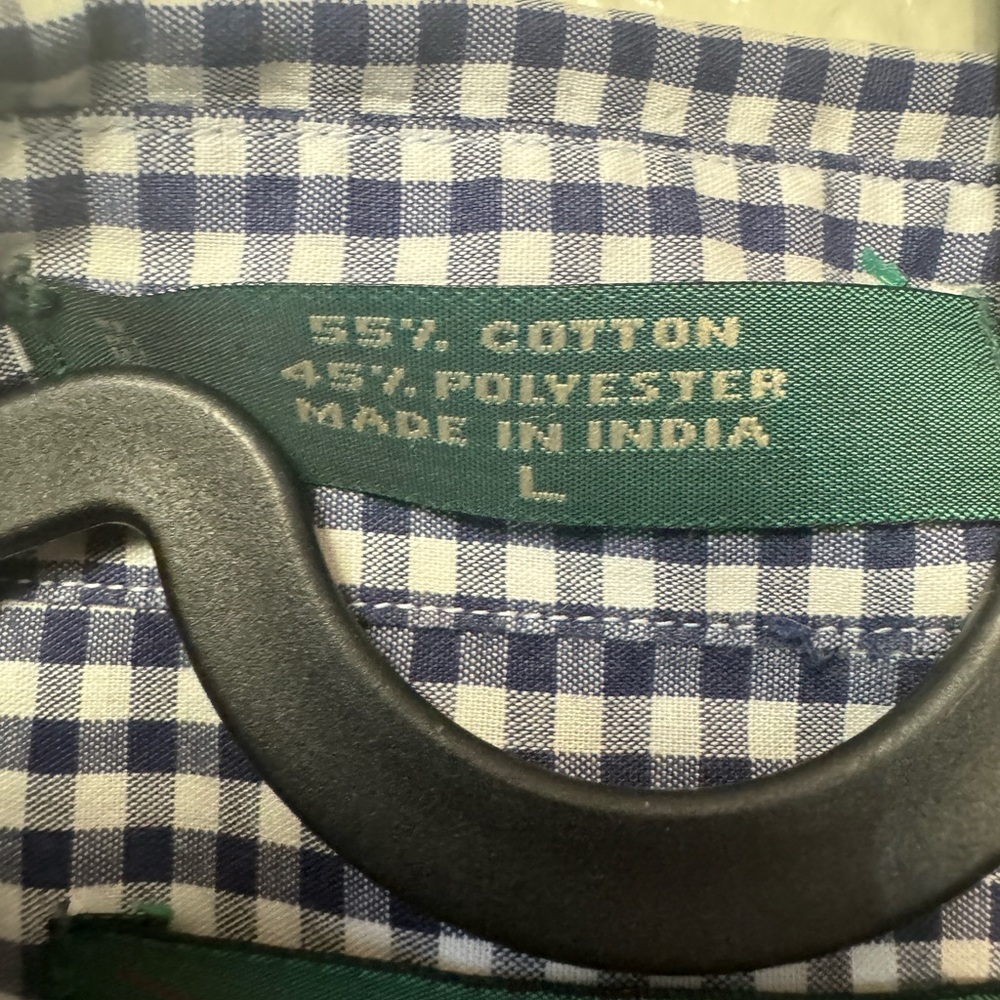 55% COTTON
45% POLYESTER
MADE IN INDIA
L